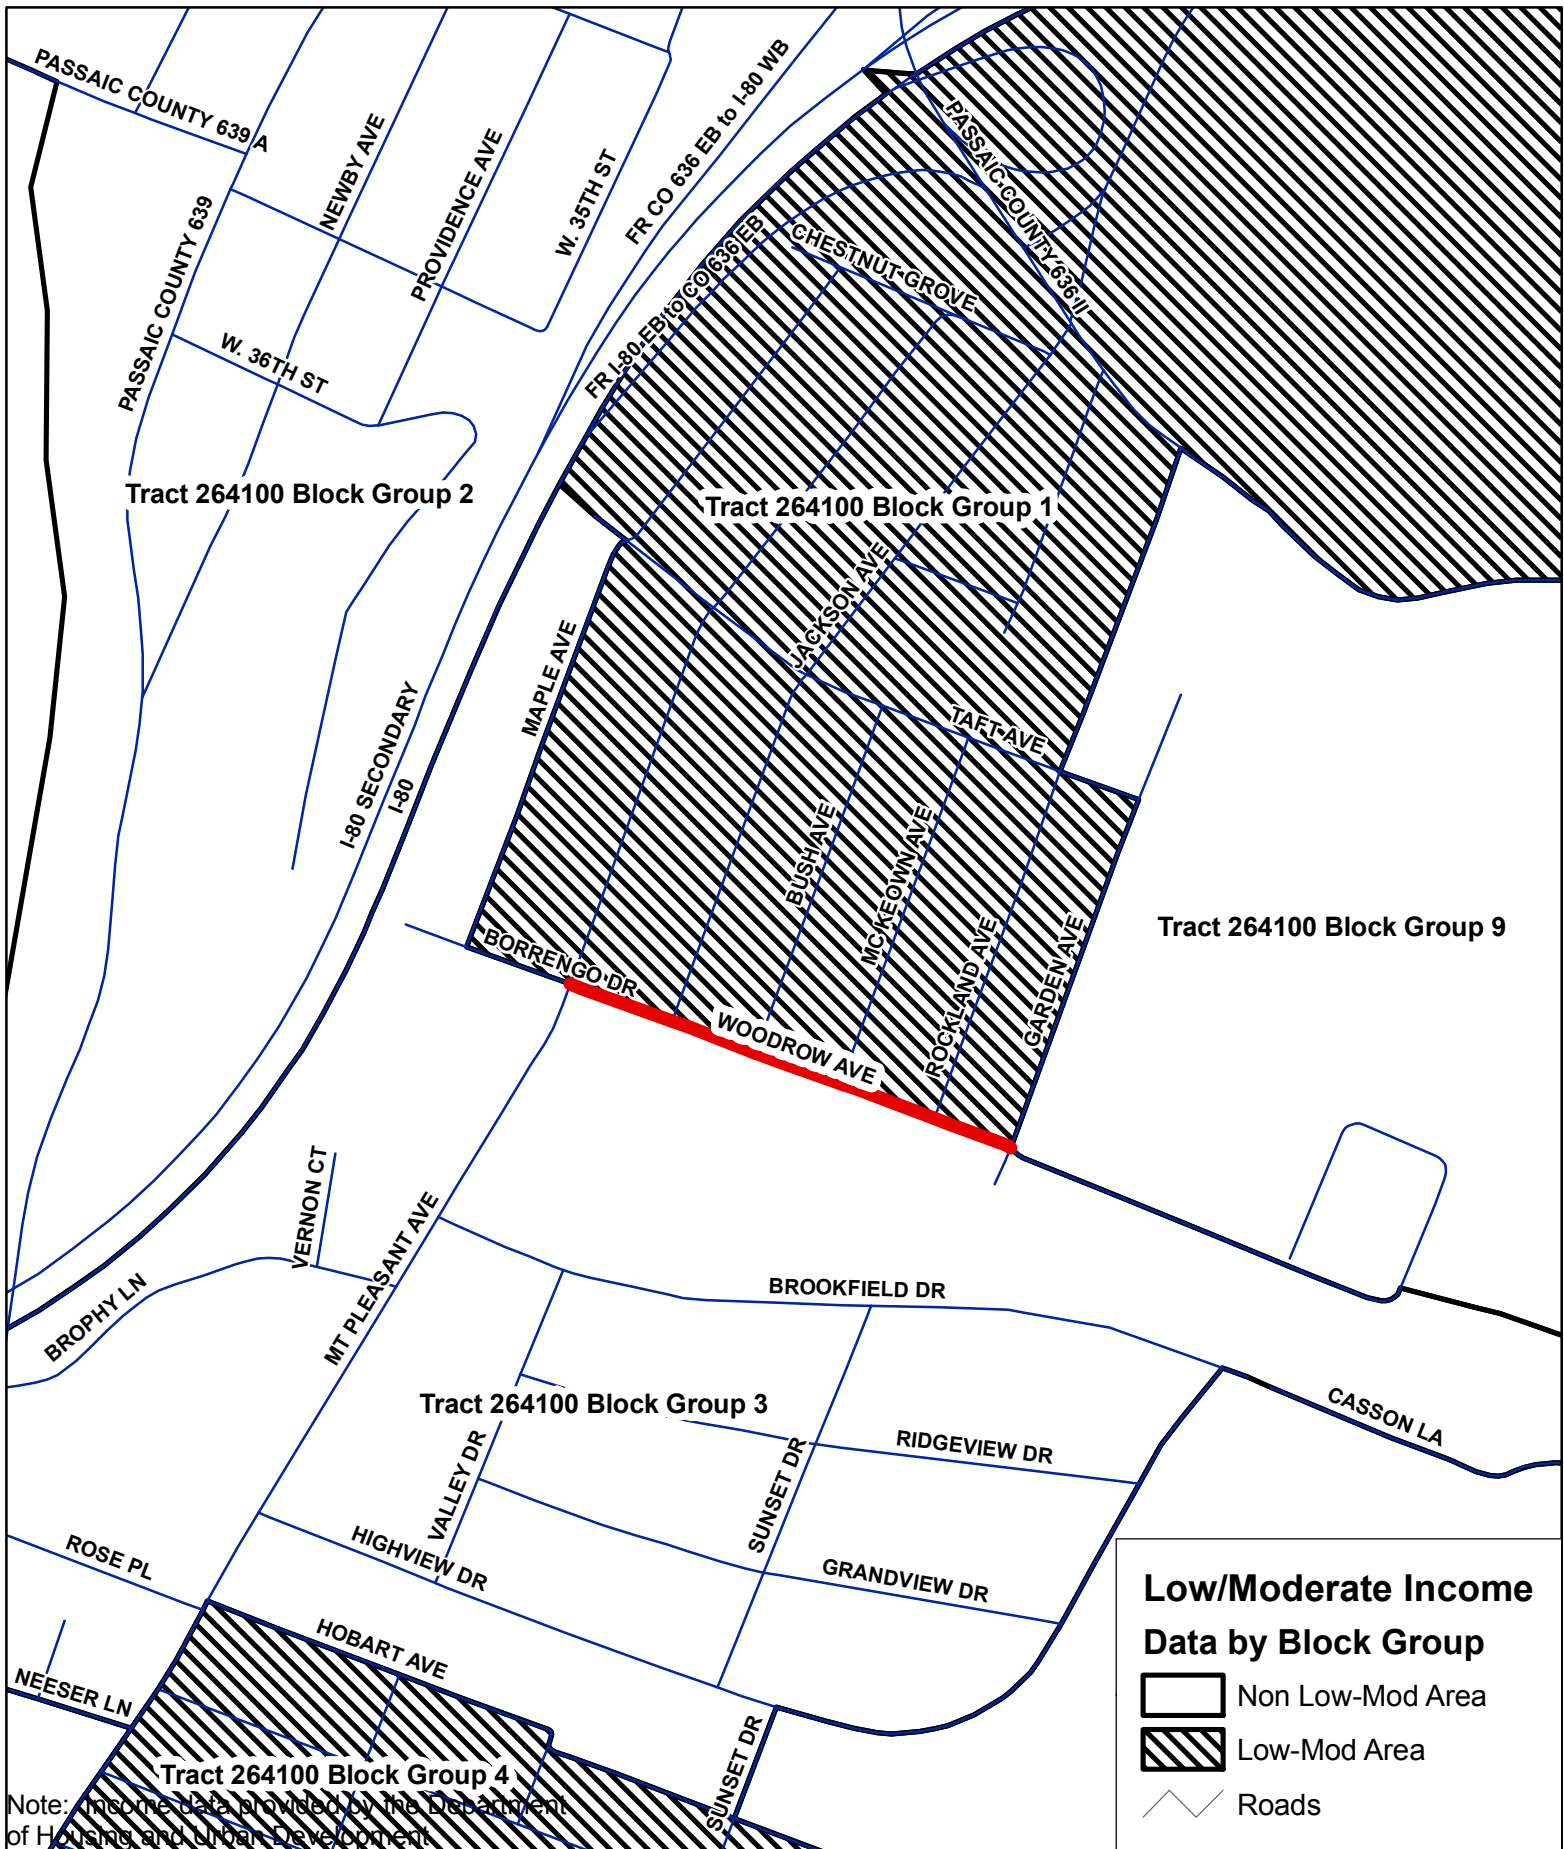 PASSAIC COUNTY 639 A
FR CO 636 EB to I-80 WB
NEWBY AVE
PROVIDENCE AVE
W. 35TH ST
PASSAIC COUNTY 636 II
PASSAIC COUNTY 639
CHESTNUT GROVE
FR I-80 EB to CO 636 EB
W. 36TH ST
Tract 264100 Block Group 2
Tract 264100 Block Group 1
JACKSON AVE
MAPLE AVE
TAFT AVE
I-80 SECONDARY
I-80
BUSH AVE
MC KEOWN AVE
ROCKLAND AVE
GARDEN AVE
Tract 264100 Block Group 9
BORRENGO DR
WOODROW AVE
VERNON CT
MT PLEASANT AVE
BROPHY LN
BROOKFIELD DR
Tract 264100 Block Group 3
CASSON LA
RIDGEVIEW DR
VALLEY DR
SUNSET DR
HIGHVIEW DR
GRANDVIEW DR
ROSE PL
HOBART AVE
NEESER LN
SUNSET DR
Tract 264100 Block Group 4
Note: Income data provided by the Department
of Housing and Urban Development
Low/Moderate Income
Data by Block Group
Non Low-Mod Area
Low-Mod Area
Roads